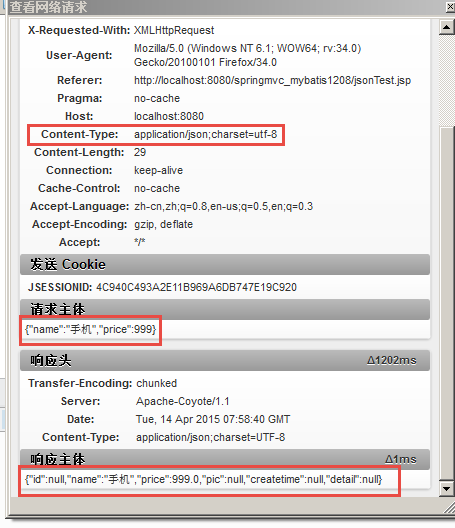 查看网络请求
X-Requested-With: XMLHttpRequest
User-Agent: Mozilla/5.0 (Windows NT 6.1; WOW64; rv:34.0)
Gecko/20100101 Firefox/34.0
Referer: http://localhost:8080/springmvc_mybatis1208/jsonTest.jsp
Pragma: no-cache
Host: localhost:8080
Content-Type: application/json;charset=utf-8
Content-Length: 29
Connection: keep-alive
Cache-Control: no-cache
Accept-Language: zh-cn,zh;q=0.8,en-us;q=0.5,en;q=0.3
Accept-Encoding: gzip, deflate
Accept: */*
发送 Cookie
JSESSIONID: 4C940C493A2E11B969A6DB747E19C920
请求主体
{"name":"手机","price":999}
响应头 Δ1202ms
Transfer-Encoding: chunked
Server: Apache-Coyote/1.1
Date: Tue, 14 Apr 2015 07:58:40 GMT
Content-Type: application/json;charset=UTF-8
响应主体 Δ1ms
{"id":null,"name":"手机","price":999.0,"pic":null,"createtime":null,"detail":null}